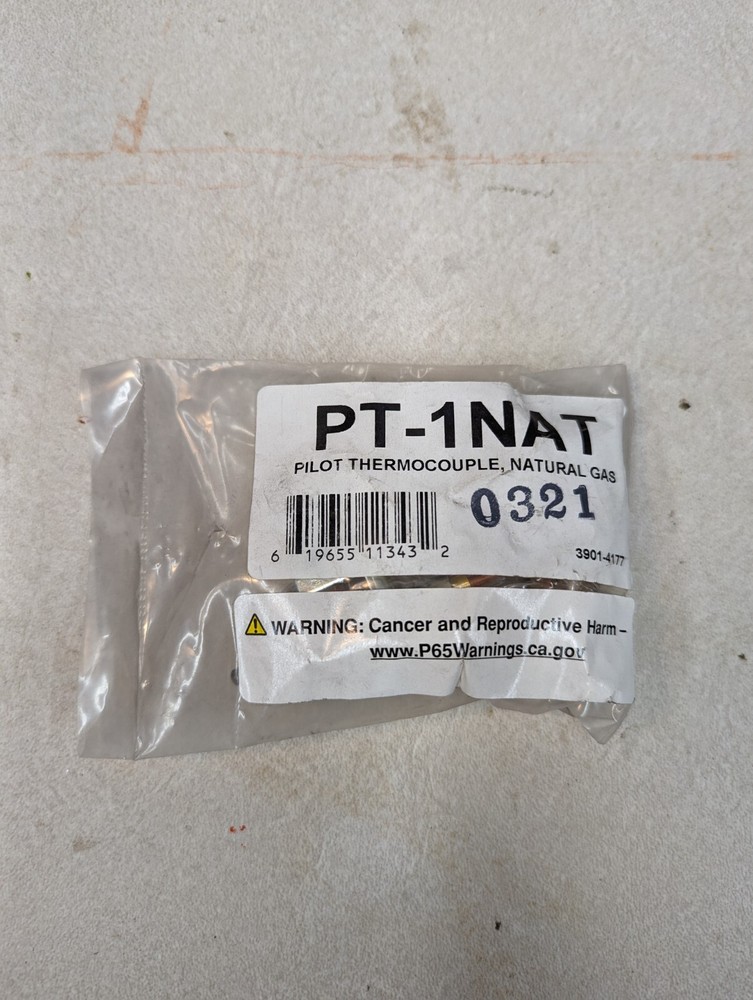 PT-1NAT
PILOT THERMOCOUPLE, NATURAL GAS
0321
6 19655 11343 2
3901-4177
WARNING: Cancer and Reproductive Harm –
www.P65Warnings.ca.gov